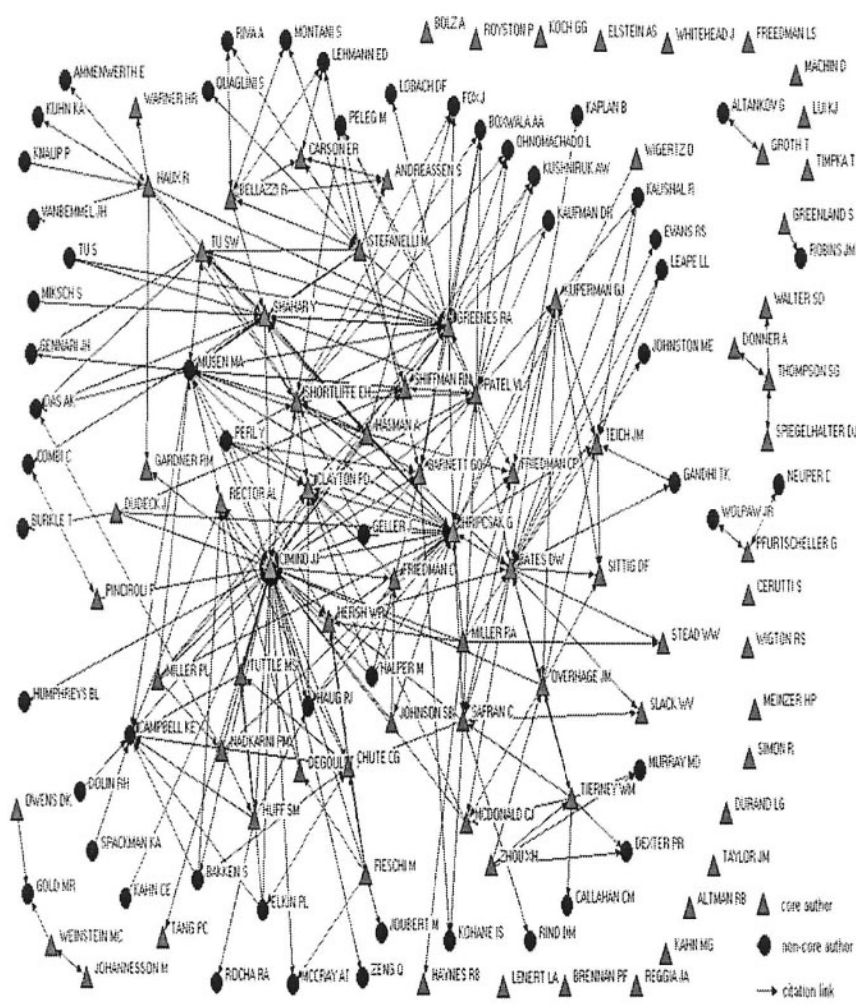 BOLZ A
ROYSTON P
KOCH GG
ELSTEIN AS
WHITEHEAD J
FREEDMAN LS
RIVA A
MONTANI S
LEHMANN ED
MACHIN D
AMMENWERTH E
WARNER HR
QUAGLINI S
LOBACH DF
FOX J
KAPLAN B
ALTANKOV G
LUI KJ
KUHN KA
PELEG M
BOXWALA AA
OHNOMACHADO L
GROTH T
KNAUP P
HAUX R
CARSON ER
ANDREASSEN S
KUSHNIRUK AW
WIGERTZ O
TIMPKA T
BELLAZZI R
KAUSHAL R
VANBEMMEL JH
KAUFMAN DR
GREENLAND S
TU S
TU SW
STEFANELLI M
EVANS RS
ROBINS JM
LEAPE LL
MIKSCH S
SHAHAR Y
GREENES RA
KUPERMAN GJ
WALTER SD
GENNARI JH
MUSEN MA
JOHNSTON ME
DONNER A
THOMPSON SG
DAS AK
SHORTLIFFE EH
SHIFFMAN RN
PATEL VL
HASMAN A
PERL Y
TEICH JM
SPIEGELHALTER DJ
COMBI C
GARDNER RM
CLAYTON PD
BARNETT GO
FRIEDMAN CP
GANDHI TK
NEUPER C
BURKLE T
DUDECK J
RECTOR AL
GELLER J
HRIPCSAK G
WOLPAW JR
PFURTSCHELLER G
CIMINO JJ
FRIEDMAN C
BATES DW
SITTIG DF
PINCIROLI F
CERUTTI S
HERSH WR
MILLER RA
STEAD WW
WIGTON RS
HUMPHREYS BL
MILLER PL
TUTTLE MS
HALPER M
OVERHAGE JM
HAUG PJ
JOHNSON SB
SAFRAN C
SLACK WV
MEINZER HP
CAMPBELL KE
NADKARNI PM
DEGOULET P
CHUTE CG
MURRAY MD
SIMON R
DOLIN RH
TIERNEY WM
OWENS DK
HUFF SM
MCDONALD CJ
DURAND LG
SPACKMAN KA
ZHOU XH
DEXTER PR
BAKKEN S
FIESCHI M
TAYLOR JM
GOLD MR
KAHN CE
ELKIN PL
CALLAHAN CM
ALTMAN RB
core author
WEINSTEIN MC
TANG PC
JOUBERT M
KOHANE IS
RIND DM
KAHN MG
non-core author
JOHANNESSON M
ROCHA RA
MCCRAY AT
ZENG Q
HAYNES RB
LENERT LA
BRENNAN PF
REGGIA JA
citation link